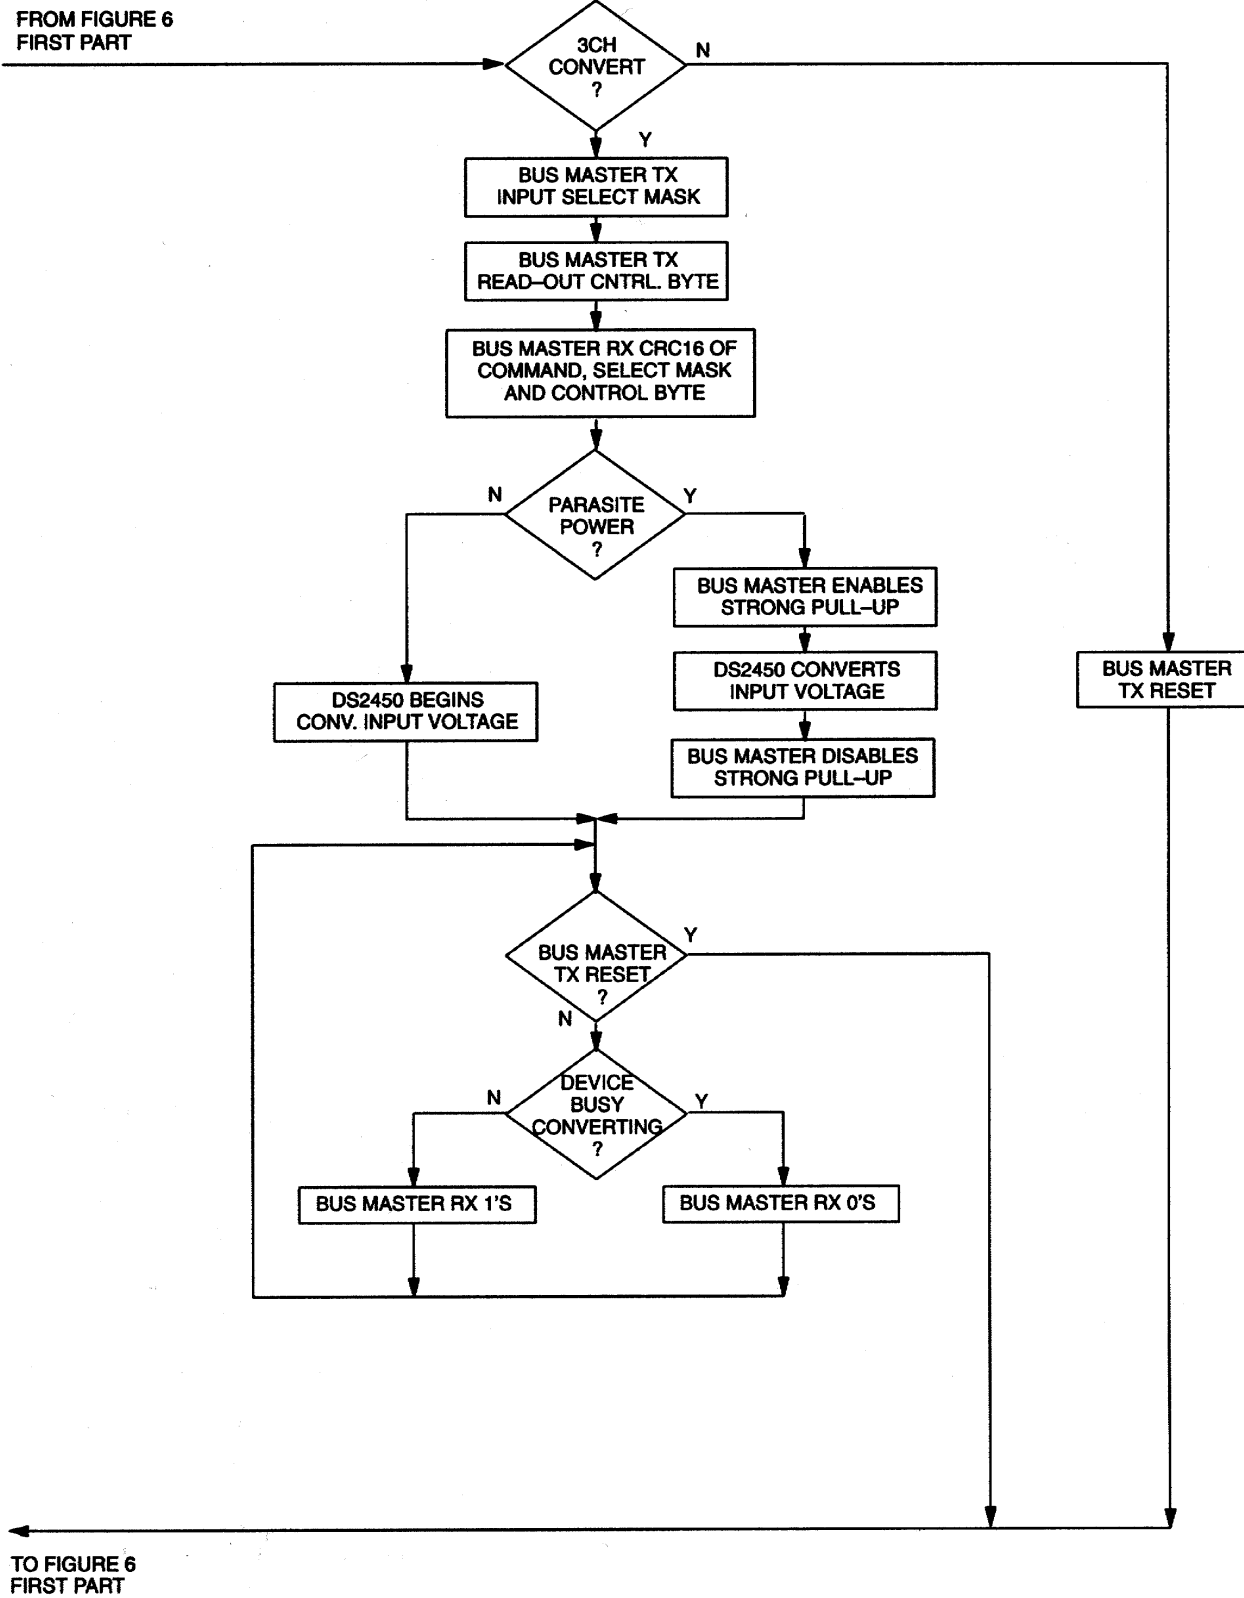 FROM FIGURE 6
FIRST PART
3CH
CONVERT
?
N
Y
BUS MASTER TX
INPUT SELECT MASK
BUS MASTER TX
READ–OUT CNTRL. BYTE
BUS MASTER RX CRC16 OF
COMMAND, SELECT MASK
AND CONTROL BYTE
N
PARASITE
POWER
?
Y
BUS MASTER ENABLES
STRONG PULL–UP
DS2450 CONVERTS
INPUT VOLTAGE
BUS MASTER
TX RESET
DS2450 BEGINS
CONV. INPUT VOLTAGE
BUS MASTER DISABLES
STRONG PULL–UP
Y
BUS MASTER
TX RESET
?
N
N
DEVICE
BUSY
CONVERTING
?
Y
BUS MASTER RX 1'S
BUS MASTER RX 0'S
TO FIGURE 6
FIRST PART